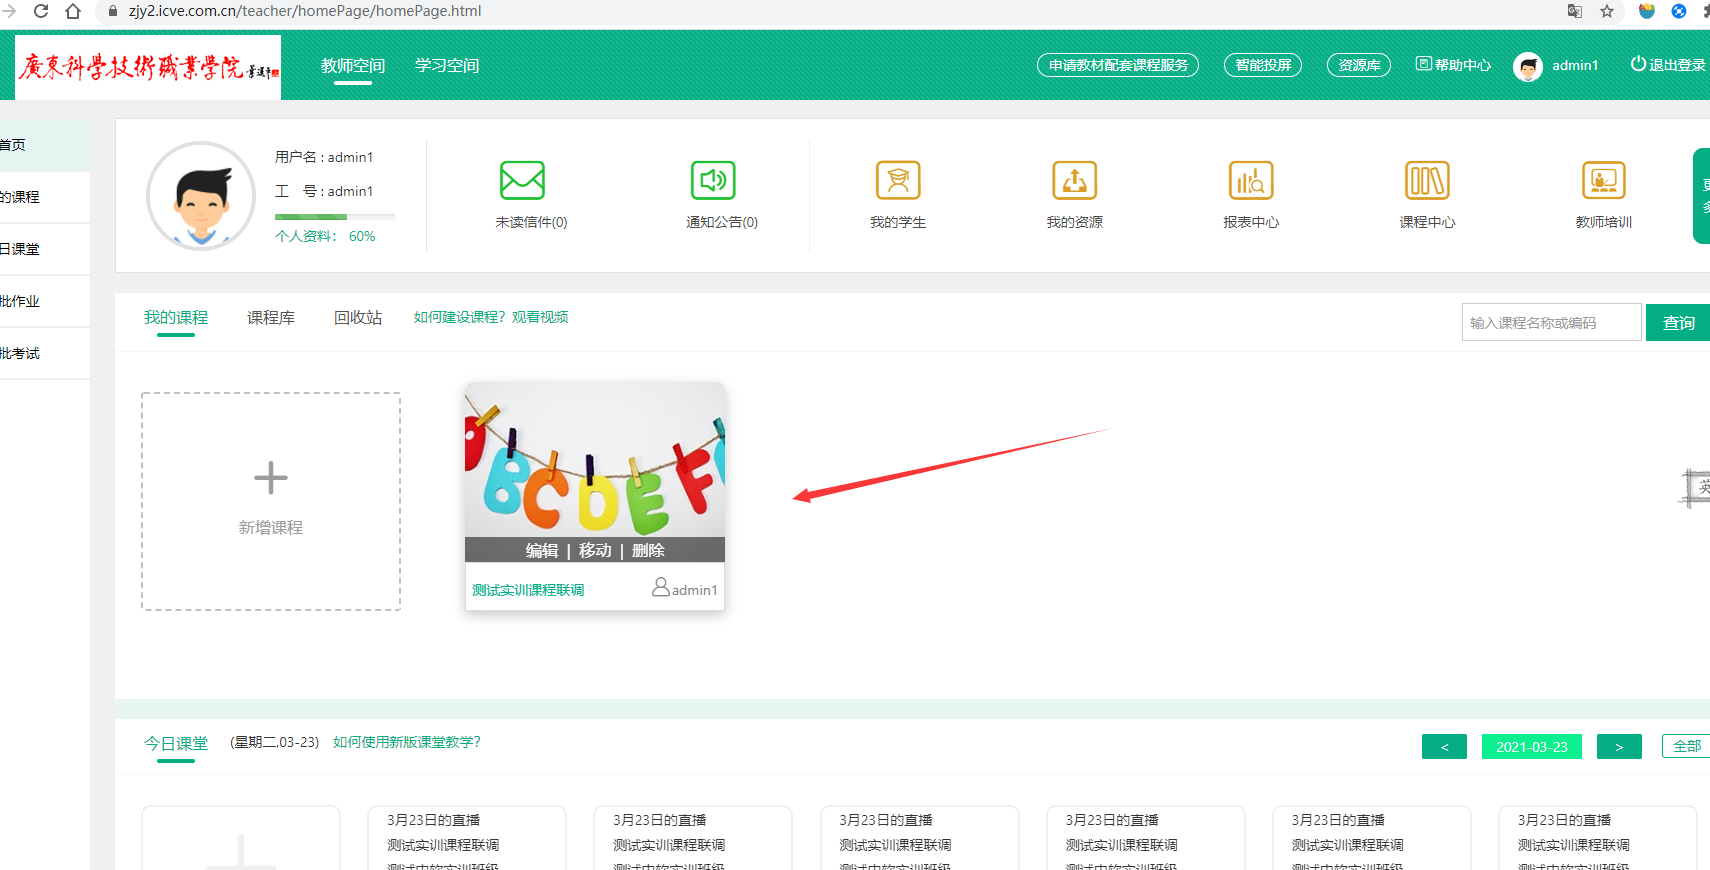 zjy2.icve.com.cn/teacher/homePage/homePage.html
廣東科學技術職業學院
教师空间 学习空间 申请教材配套课程服务 智能投屏 资源库 帮助中心 admin1 退出登录
首页
的课程
日课堂
批作业
批考试
用户名 : admin1
工 号 : admin1
个人资料： 60%
未读信件(0) 通知公告(0) 我的学生 我的资源 报表中心 课程中心 教师培训
我的课程 课程库 回收站 如何建设课程？观看视频 输入课程名称或编码 查询
新增课程
B C D E F
编辑 | 移动 | 删除
测试实训课程联调 admin1
英
今日课堂 (星期二,03-23) 如何使用新版课堂教学？ < 2021-03-23 > 全部
3月23日的直播 3月23日的直播 3月23日的直播 3月23日的直播 3月23日的直播 3月23日的直播
测试实训课程联调 测试实训课程联调 测试实训课程联调 测试实训课程联调 测试实训课程联调 测试实训课程联调